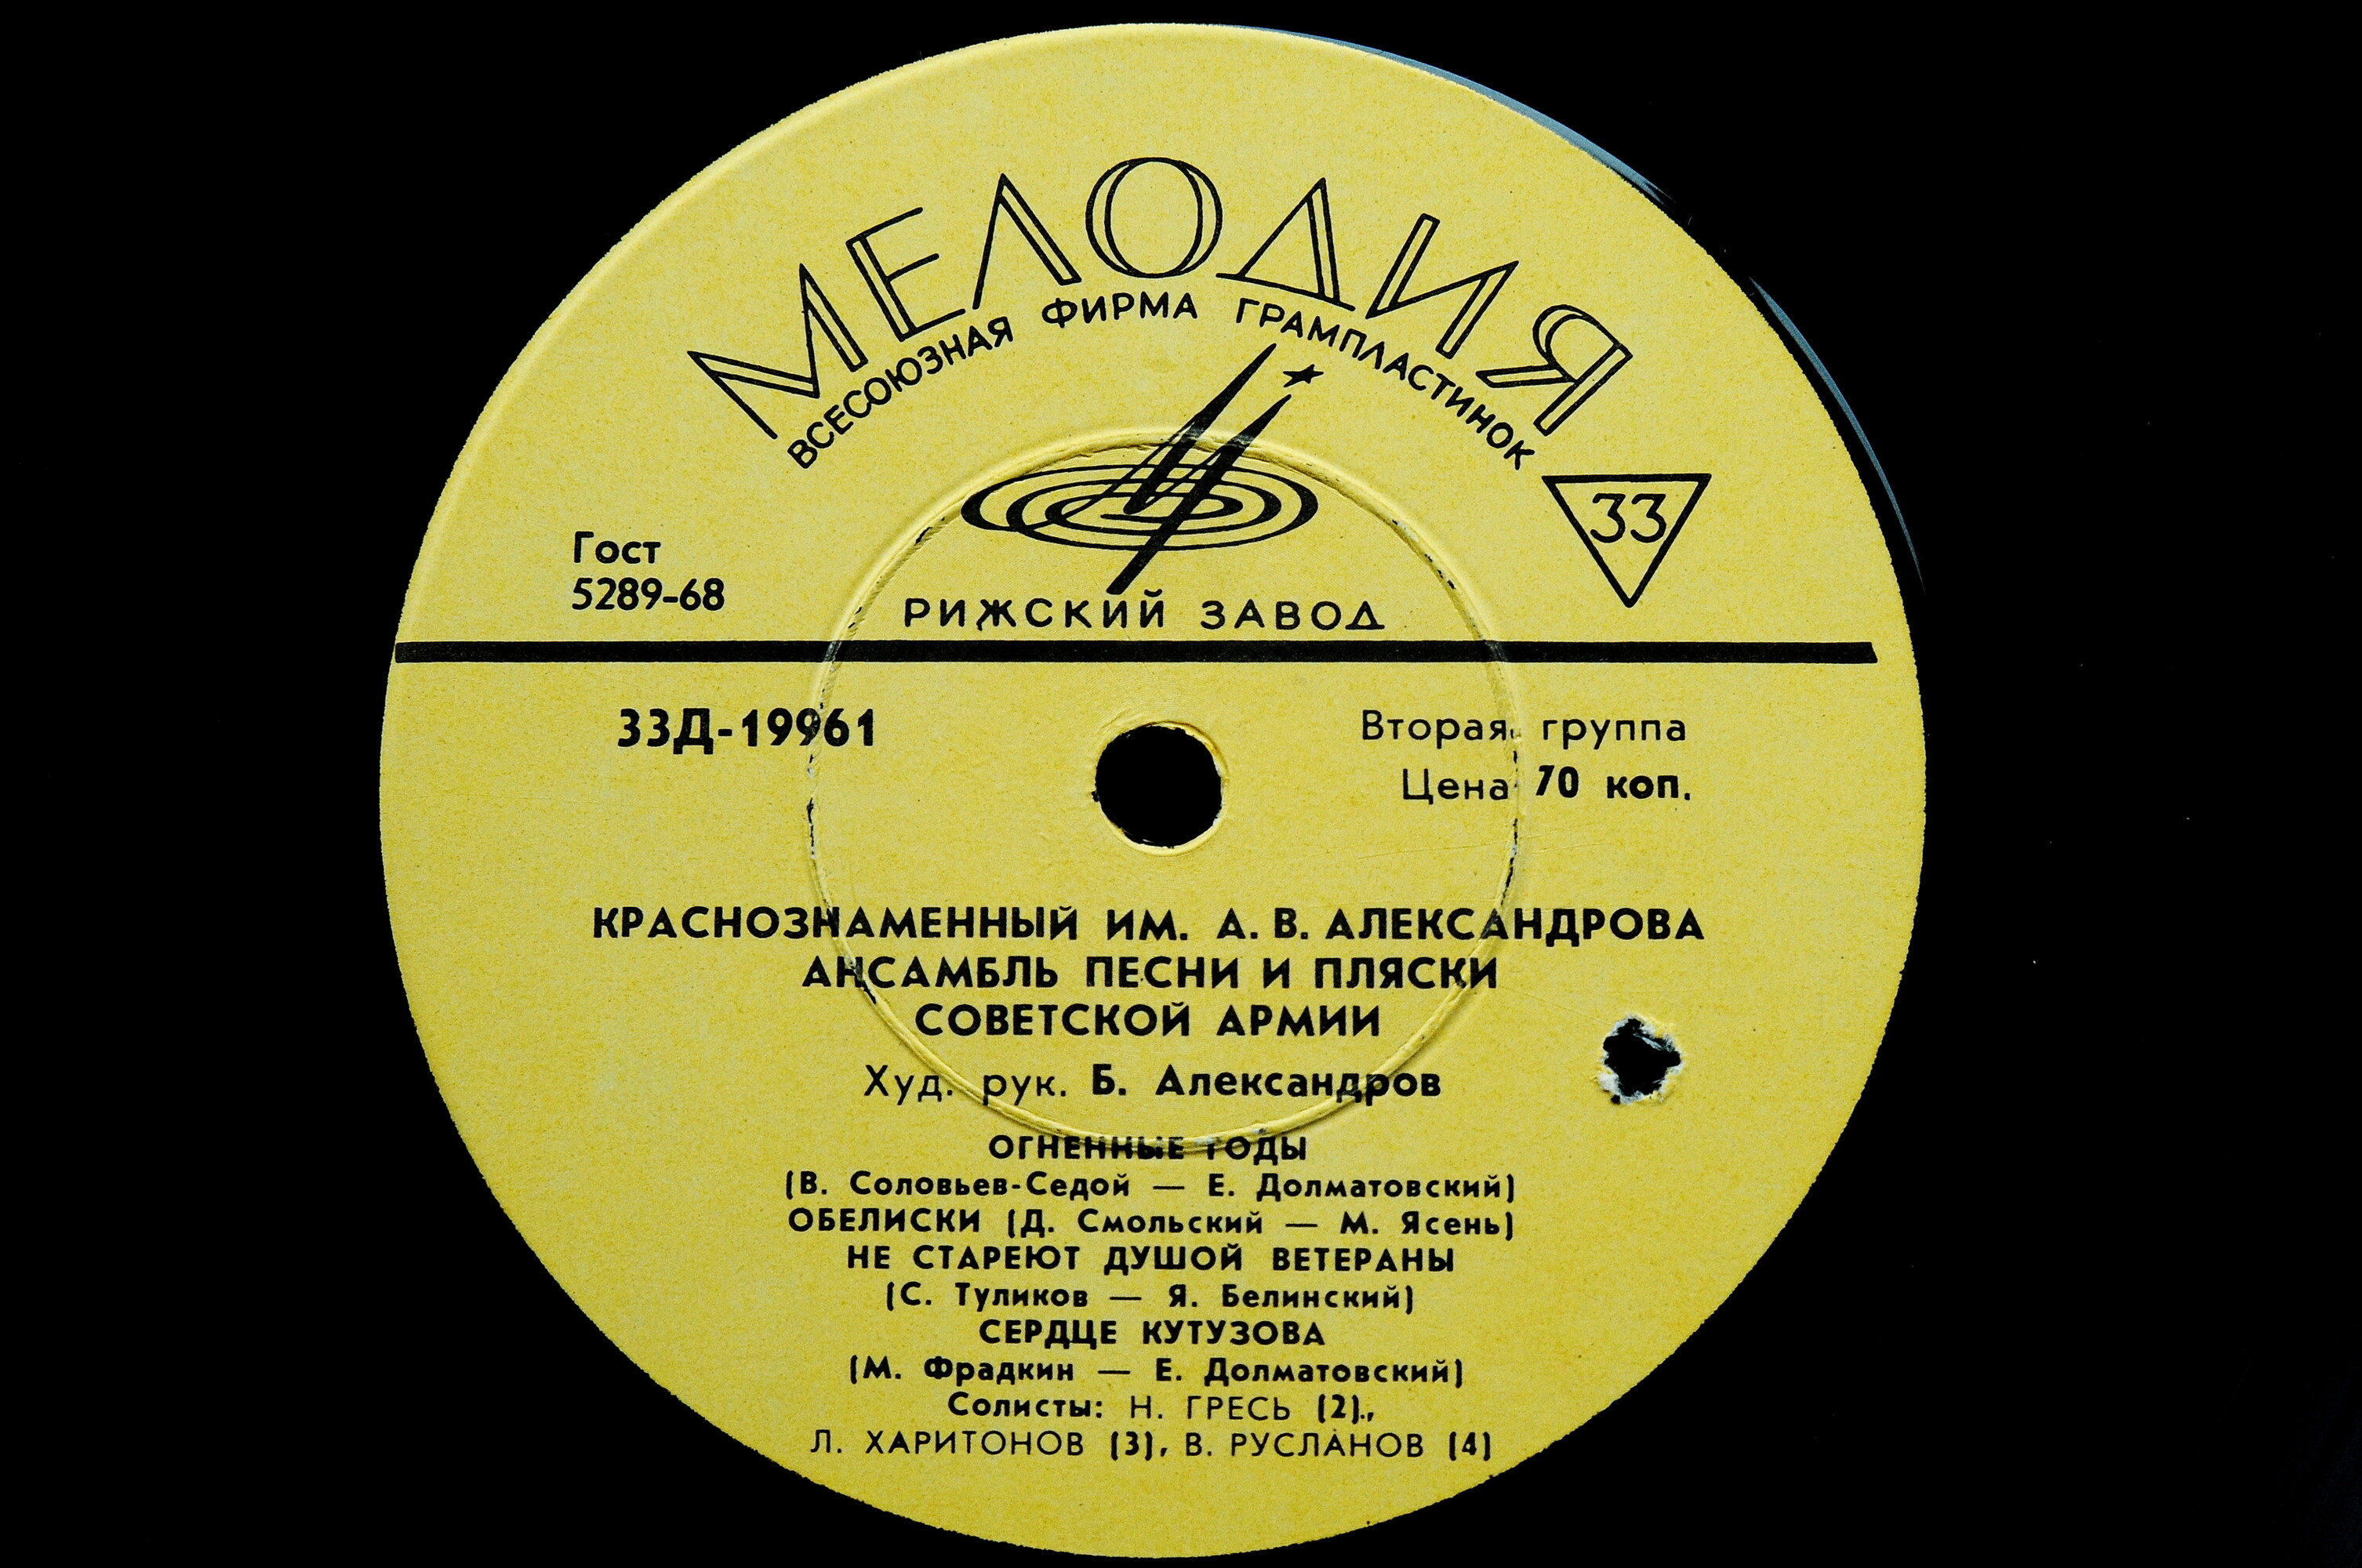 МЕЛОДИЯ
ВСЕСОЮЗНАЯ ФИРМА ГРАМПЛАСТИНОК
33
Гост
5289-68
РИЖСКИЙ ЗАВОД
33Д-19961
Вторая группа
Цена 70 коп.
КРАСНОЗНАМЕННЫЙ ИМ. А. В. АЛЕКСАНДРОВА
АНСАМБЛЬ ПЕСНИ И ПЛЯСКИ
СОВЕТСКОЙ АРМИИ
Худ. рук. Б. Александров
ОГНЕННЫЕ ГОДЫ
(В. Соловьев-Седой — Е. Долматовский)
ОБЕЛИСКИ (Д. Смольский — М. Ясень)
НЕ СТАРЕЮТ ДУШОЙ ВЕТЕРАНЫ
(С. Туликов — Я. Белинский)
СЕРДЦЕ КУТУЗОВА
(М. Фрадкин — Е. Долматовский)
Солисты: Н. ГРЕСЬ (2).,
Л. ХАРИТОНОВ (3), В. РУСЛАНОВ (4)